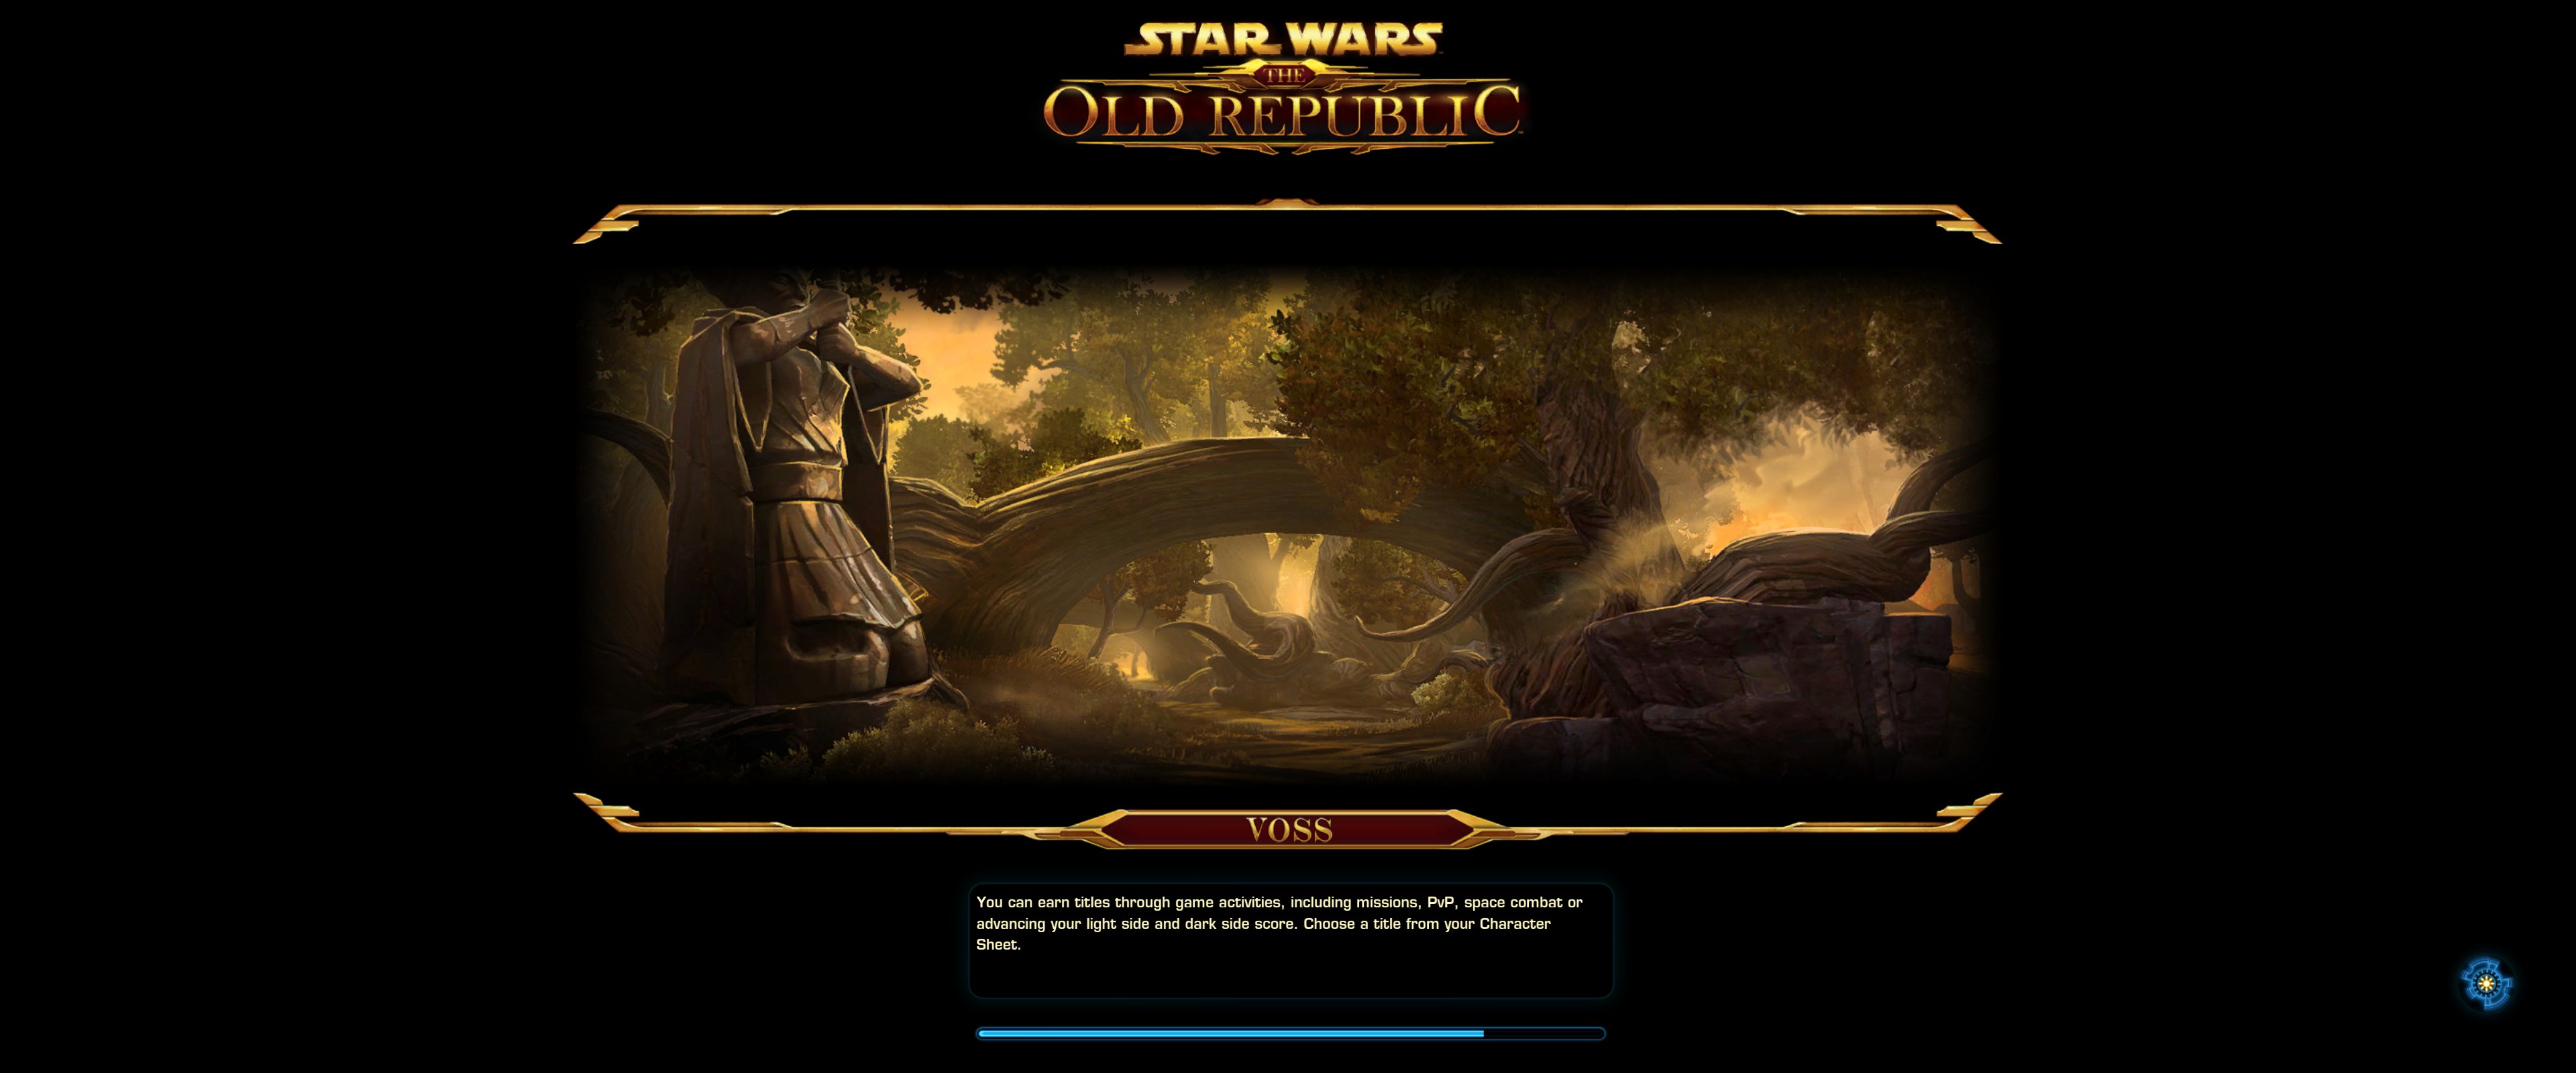 STAR WARS
THE
OLD REPUBLIC
VOSS
You can earn titles through game activities, including missions, PvP, space combat or
advancing your light side and dark side score. Choose a title from your Character
Sheet.